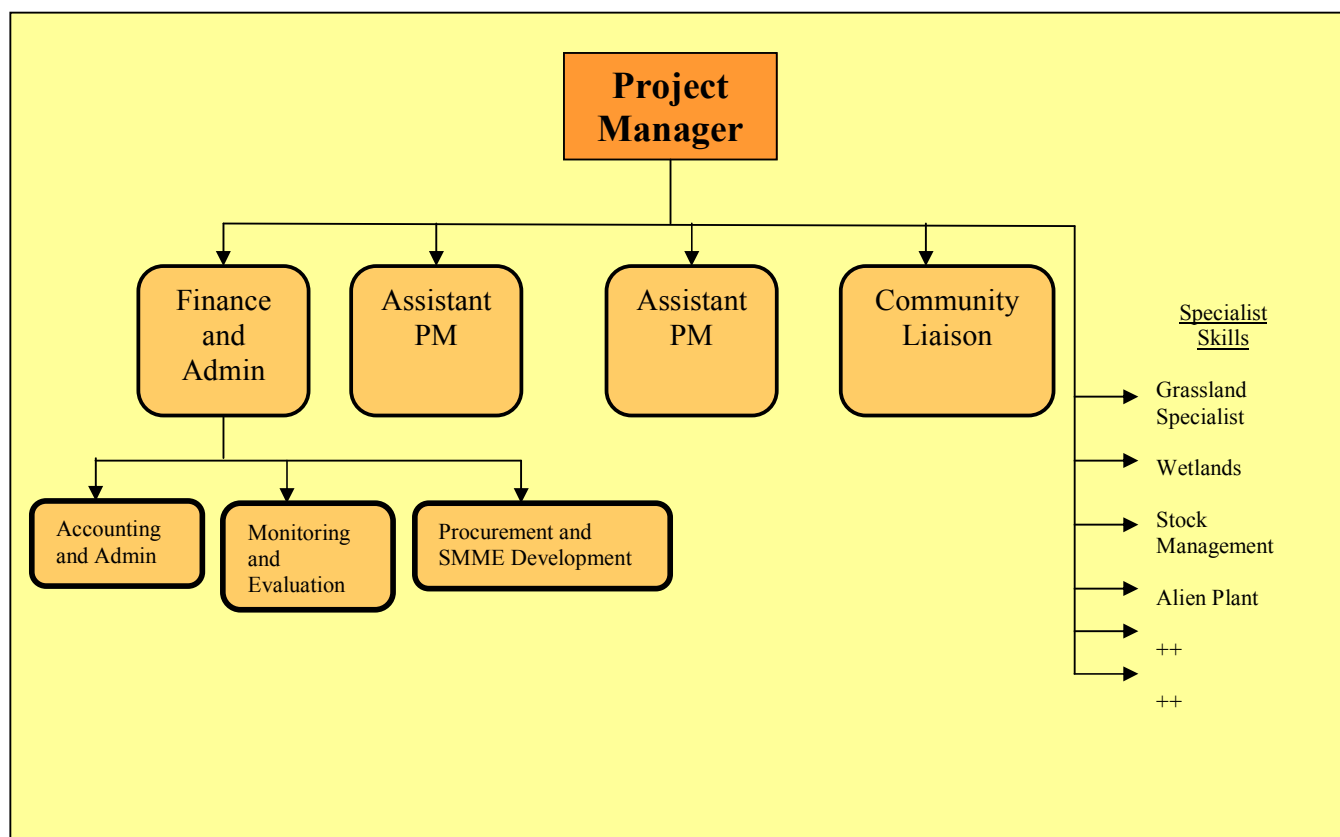 Project
Manager
Finance
and
Admin
Assistant
PM
Assistant
PM
Community
Liaison
Specialist
Skills
Grassland
Specialist
Wetlands
Stock
Management
Alien Plant
++
++
Accounting
and Admin
Monitoring
and
Evaluation
Procurement and
SMME Development